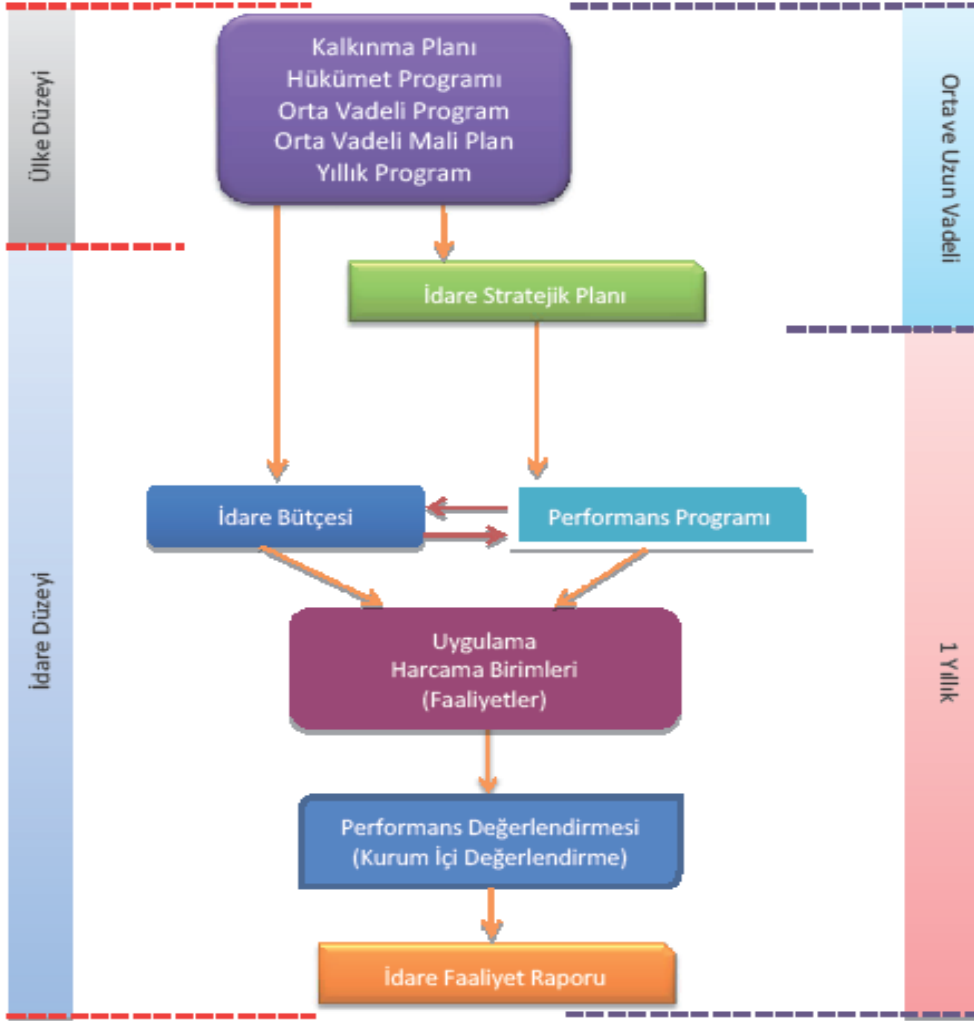 Ülke Düzeyi
Kalkınma Planı
Hükümet Programı
Orta Vadeli Program
Orta Vadeli Mali Plan
Yıllık Program
Orta ve Uzun Vadeli
İdare Stratejik Planı
İdare Düzeyi
İdare Bütçesi
Performans Programı
Uygulama
Harcama Birimleri
(Faaliyetler)
1 Yıllık
Performans Değerlendirmesi
(Kurum İçi Değerlendirme)
İdare Faaliyet Raporu